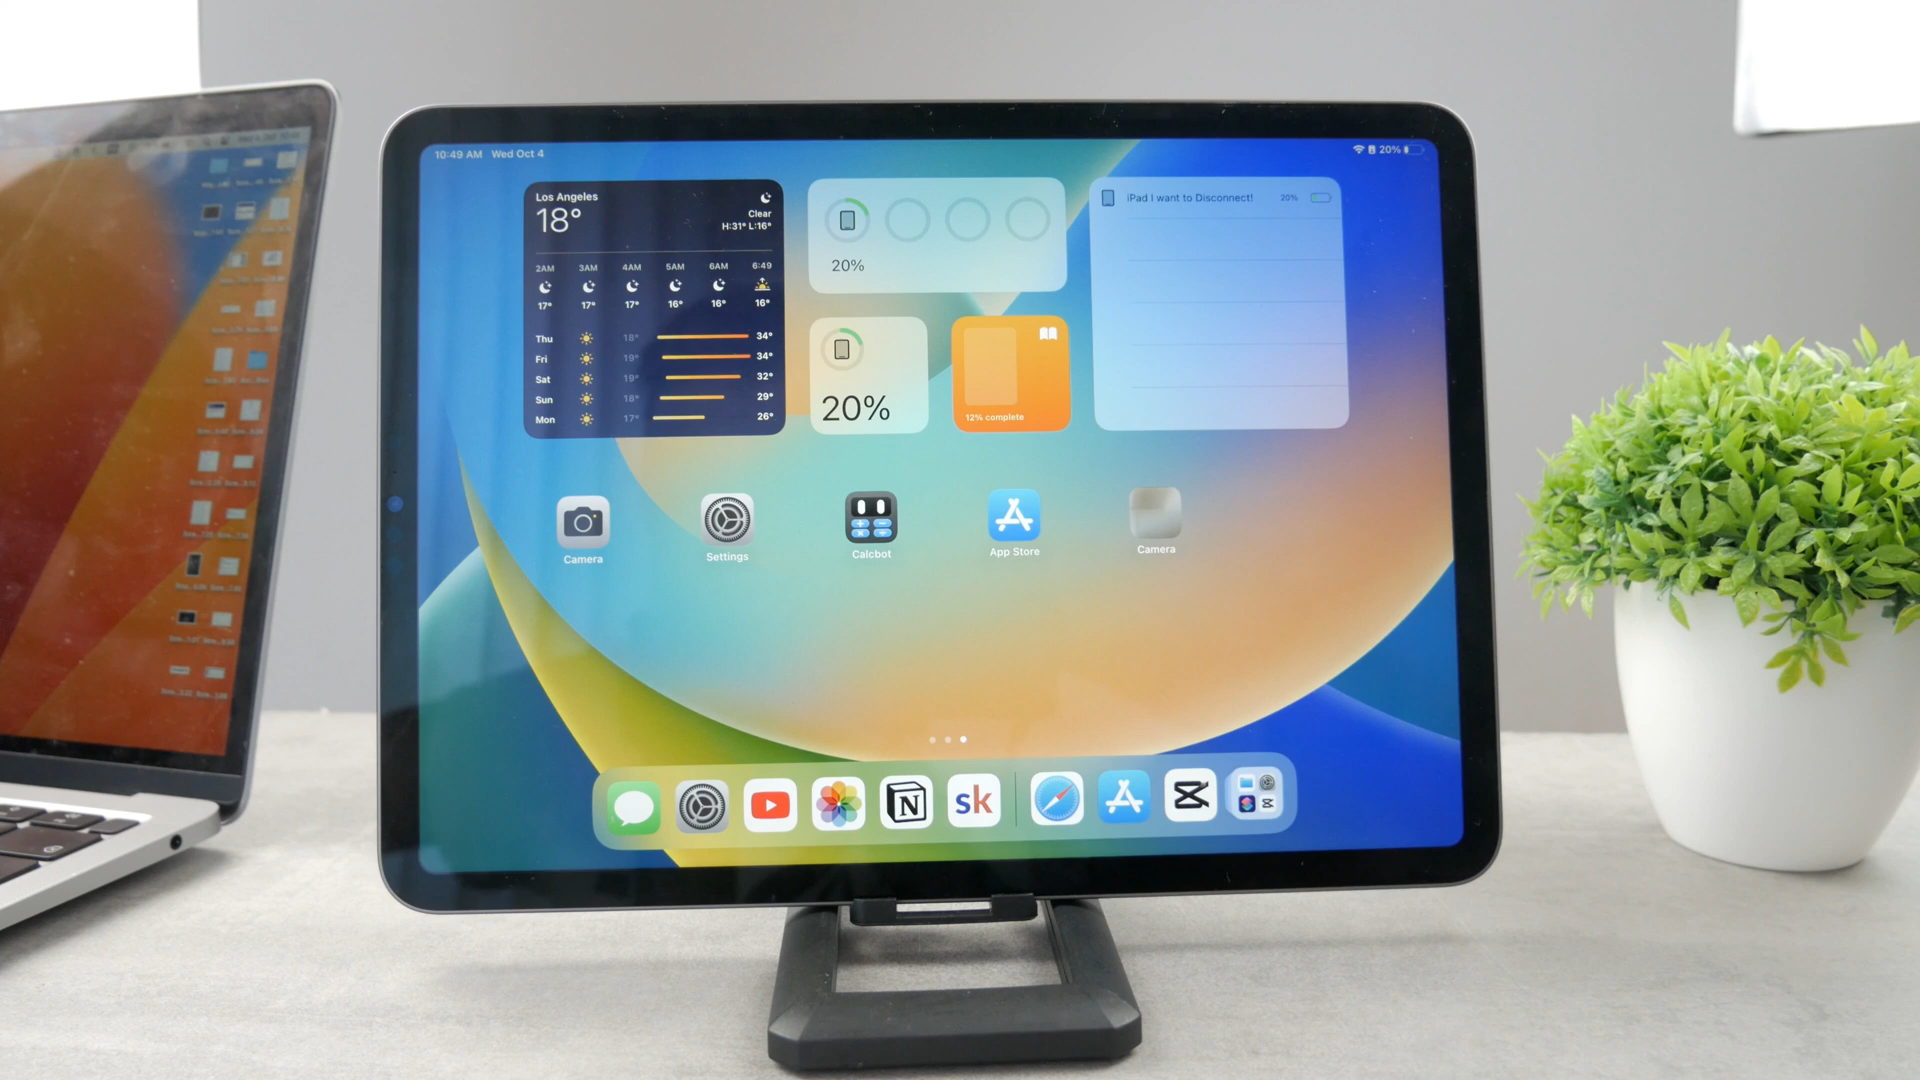 10:49 AM Wed Oct 4
20%
Los Angeles
18°
Clear
H:31° L:16°
2AM 3AM 4AM 5AM 6AM 6:49
17° 17° 17° 16° 16° 16°
Thu 18° 34°
Fri 19° 34°
Sat 19° 32°
Sun 18° 29°
Mon 17° 26°
20%
20%
12% complete
iPad I want to Disconnect! 20%
Camera Settings Calcbot App Store Camera
N sk